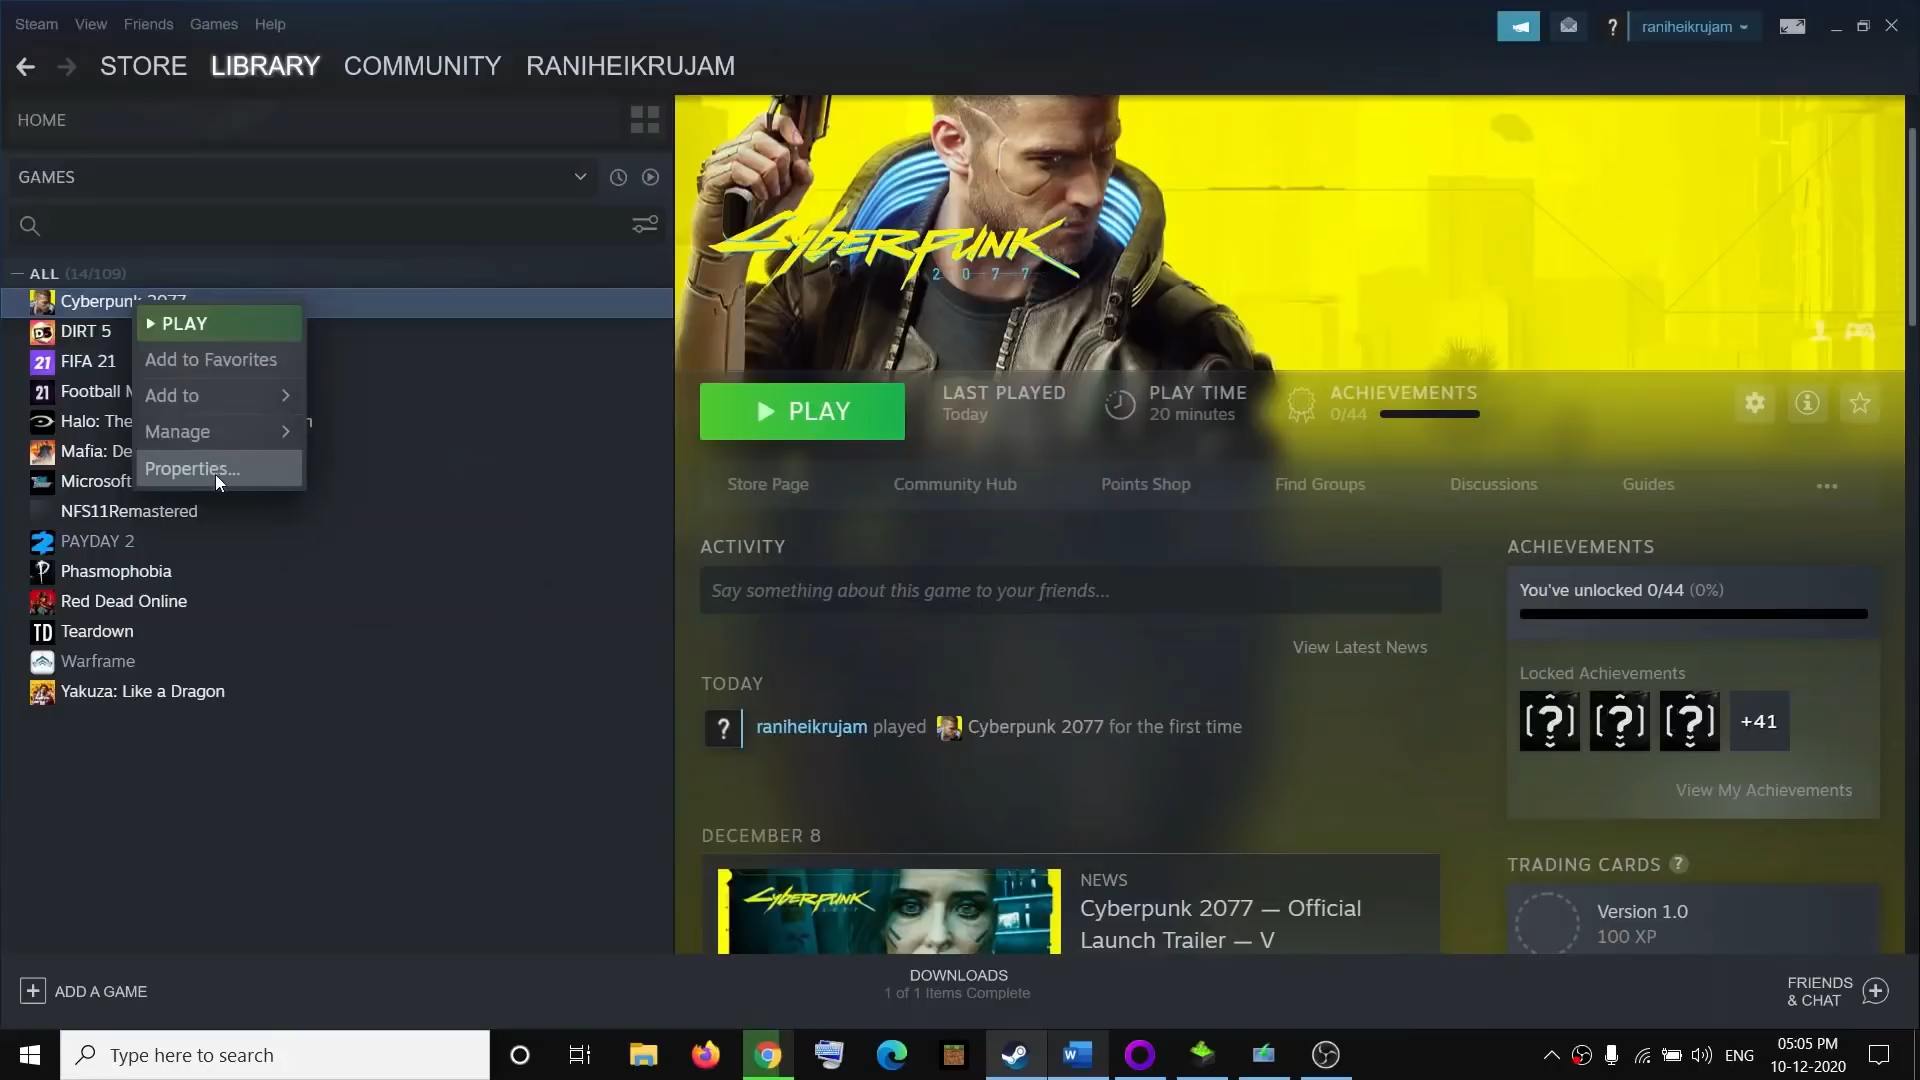 Steam View Friends Games Help
raniheikrujam
STORE LIBRARY COMMUNITY RANIHEIKRUJAM
HOME
GAMES
ALL (14/109)
Cyberpunk 2077
PLAY
Add to Favorites
Add to
Manage
Properties...
DIRT 5
FIFA 21
Football M
Halo: The
n
Mafia: De
Microsoft
NFS11Remastered
PAYDAY 2
Phasmophobia
Red Dead Online
Teardown
Warframe
Yakuza: Like a Dragon
CYBERPUNK
2077
PLAY
LAST PLAYED
Today
PLAY TIME
20 minutes
ACHIEVEMENTS
0/44
Store Page Community Hub Points Shop Find Groups Discussions Guides
ACTIVITY
Say something about this game to your friends...
View Latest News
TODAY
raniheikrujam played Cyberpunk 2077 for the first time
DECEMBER 8
CYBERPUNK
NEWS
Cyberpunk 2077 — Official
Launch Trailer — V
ACHIEVEMENTS
You've unlocked 0/44 (0%)
Locked Achievements
+41
View My Achievements
TRADING CARDS ?
Version 1.0
100 XP
ADD A GAME
DOWNLOADS
1 of 1 Items Complete
FRIENDS
& CHAT
Type here to search
ENG
05:05 PM
10-12-2020